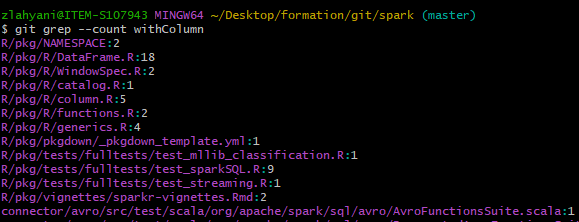 zlahyani@ITEM-S107943 MINGW64 ~/Desktop/formation/git/spark (master)
$ git grep --count withColumn
R/pkg/NAMESPACE:2
R/pkg/R/DataFrame.R:18
R/pkg/R/WindowSpec.R:2
R/pkg/R/catalog.R:1
R/pkg/R/column.R:5
R/pkg/R/functions.R:2
R/pkg/R/generics.R:4
R/pkg/pkgdown/_pkgdown_template.yml:1
R/pkg/tests/fulltests/test_mllib_classification.R:1
R/pkg/tests/fulltests/test_sparkSQL.R:9
R/pkg/tests/fulltests/test_streaming.R:1
R/pkg/vignettes/sparkr-vignettes.Rmd:2
connector/avro/src/test/scala/org/apache/spark/sql/avro/AvroFunctionsSuite.scala:1